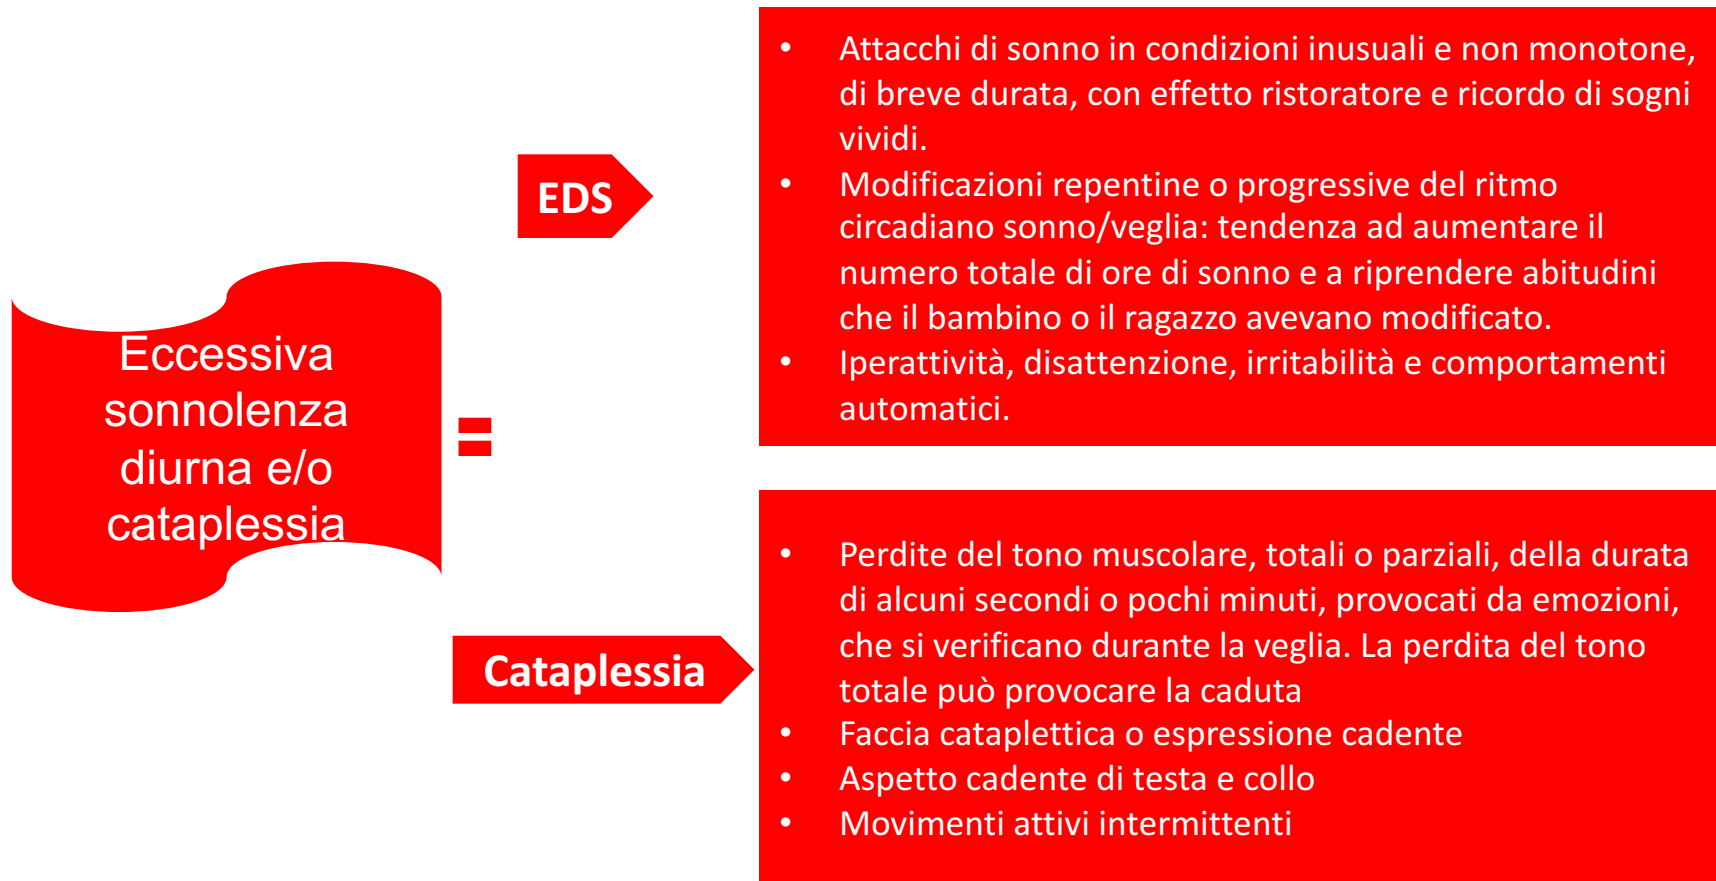 Eccessiva
sonnolenza
diurna e/o
cataplessia
=
EDS
• Attacchi di sonno in condizioni inusuali e non monotone,
di breve durata, con effetto ristoratore e ricordo di sogni
vividi.
• Modificazioni repentine o progressive del ritmo
circadiano sonno/veglia: tendenza ad aumentare il
numero totale di ore di sonno e a riprendere abitudini
che il bambino o il ragazzo avevano modificato.
• Iperattività, disattenzione, irritabilità e comportamenti
automatici.
Cataplessia
• Perdite del tono muscolare, totali o parziali, della durata
di alcuni secondi o pochi minuti, provocati da emozioni,
che si verificano durante la veglia. La perdita del tono
totale può provocare la caduta
• Faccia cataplettica o espressione cadente
• Aspetto cadente di testa e collo
• Movimenti attivi intermittenti